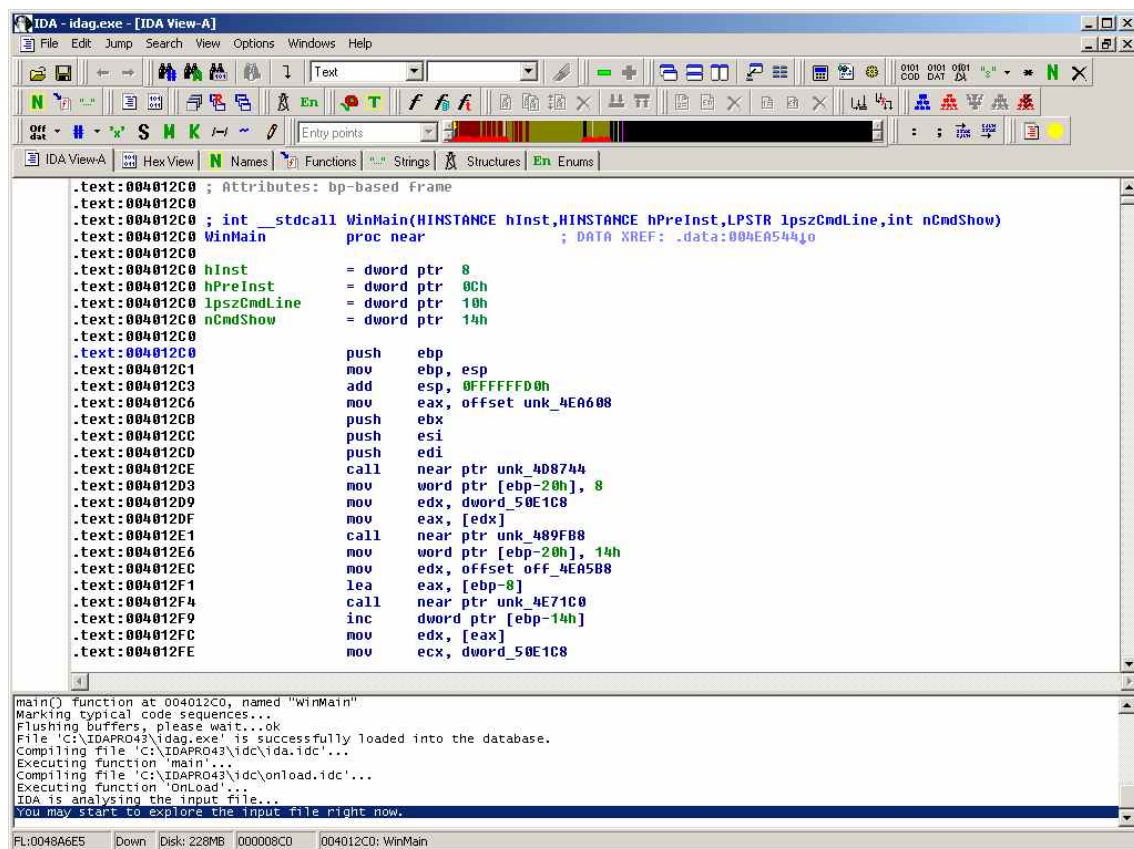 IDA - idag.exe - [IDA View-A]
File Edit Jump Search View Options Windows Help
Text
0101 COD 0101 DAT
N
En T f
Off dat # 'x' S M K Entry points
IDA View-A Hex View N Names Functions Strings Structures En Enums
.text:004012C0 ; Attributes: bp-based frame
.text:004012C0
.text:004012C0 ; int __stdcall WinMain(HINSTANCE hInst,HINSTANCE hPreInst,LPSTR lpszCmdLine,int nCmdShow)
.text:004012C0 WinMain proc near ; DATA XREF: .data:004EA544↓o
.text:004012C0
.text:004012C0 hInst = dword ptr 8
.text:004012C0 hPreInst = dword ptr 0Ch
.text:004012C0 lpszCmdLine = dword ptr 10h
.text:004012C0 nCmdShow = dword ptr 14h
.text:004012C0
.text:004012C0 push ebp
.text:004012C1 mov ebp, esp
.text:004012C3 add esp, 0FFFFFFD0h
.text:004012C6 mov eax, offset unk_4EA608
.text:004012CB push ebx
.text:004012CC push esi
.text:004012CD push edi
.text:004012CE call near ptr unk_4D8744
.text:004012D3 mov word ptr [ebp-20h], 8
.text:004012D9 mov edx, dword_50E1C8
.text:004012DF mov eax, [edx]
.text:004012E1 call near ptr unk_489FB8
.text:004012E6 mov word ptr [ebp-20h], 14h
.text:004012EC mov edx, offset off_4EA5B8
.text:004012F1 lea eax, [ebp-8]
.text:004012F4 call near ptr unk_4E71C0
.text:004012F9 inc dword ptr [ebp-14h]
.text:004012FC mov edx, [eax]
.text:004012FE mov ecx, dword_50E1C8
main() function at 004012C0, named "WinMain"
Marking typical code sequences...
Flushing buffers, please wait...ok
File 'C:\IDAPRO43\idag.exe' is successfully loaded into the database.
Compiling file 'C:\IDAPRO43\idc\ida.idc'...
Executing function 'main'...
Compiling file 'C:\IDAPRO43\idc\onload.idc'...
Executing function 'OnLoad'...
IDA is analysing the input file...
You may start to explore the input file right now.
FL:0048A6E5 Down Disk: 228MB 000008C0 004012C0: WinMain